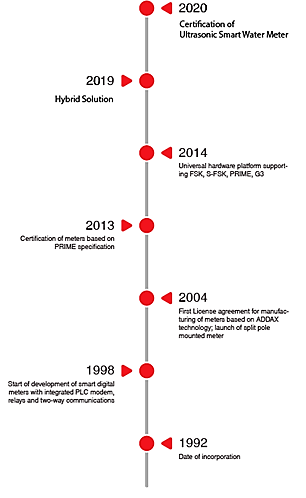 2020
Certification of
Ultrasonic Smart Water Meter
2019
Hybrid Solution
2014
Universal hardware platform support-
ing FSK, S-FSK, PRIME, G3
2013
Certification of meters based on
PRIME specification
2004
First License agreement for manufac-
turing of meters based on ADDAX
technology; launch of split pole
mounted meter
1998
Start of development of smart digital
meters with integrated PLC modem,
relays and two-way communications
1992
Date of incorporation